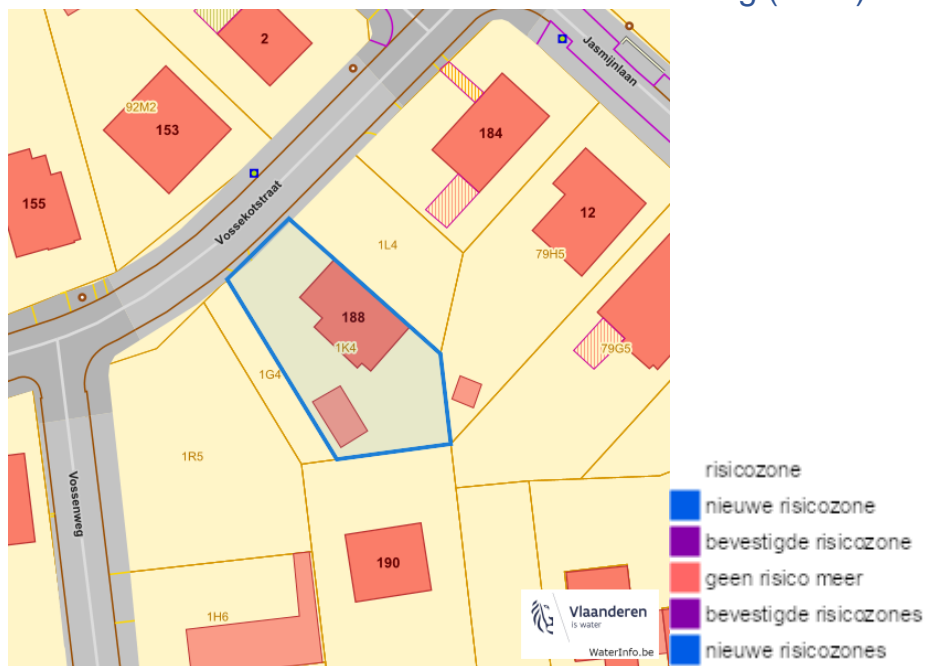 2
Jasmijnlaan
92M2
153
184
155
12
Vossekotstraat
1L4
79H5
188
1K4
79G5
1G4
1R5
Vossenweg
190
1H6
Vlaanderen
is water
WaterInfo.be
risicozone
nieuwe risicozone
bevestigde risicozone
geen risico meer
bevestigde risicozones
nieuwe risicozones